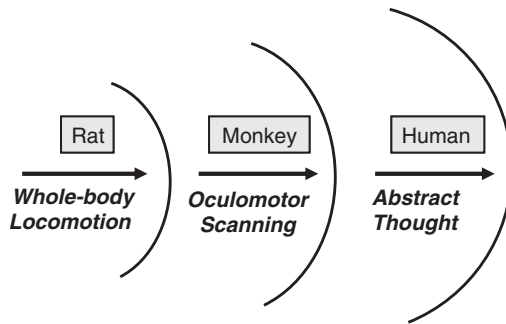 Rat
Monkey
Human
Whole-body
Locomotion
Oculomotor
Scanning
Abstract
Thought